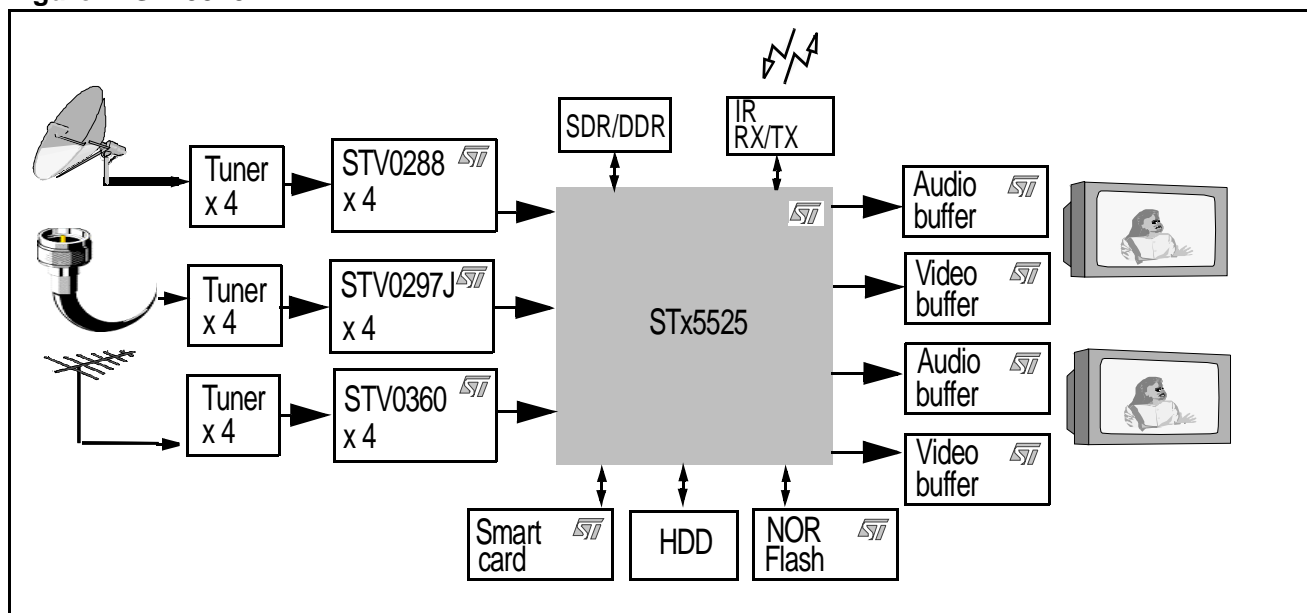 SDR/DDR
IR
RX/TX
Tuner
x 4
STV0288
x 4
Audio
buffer
Tuner
x 4
STV0297J
x 4
STx5525
Video
buffer
Audio
buffer
Tuner
x 4
STV0360
x 4
Video
buffer
Smart
card
HDD
NOR
Flash